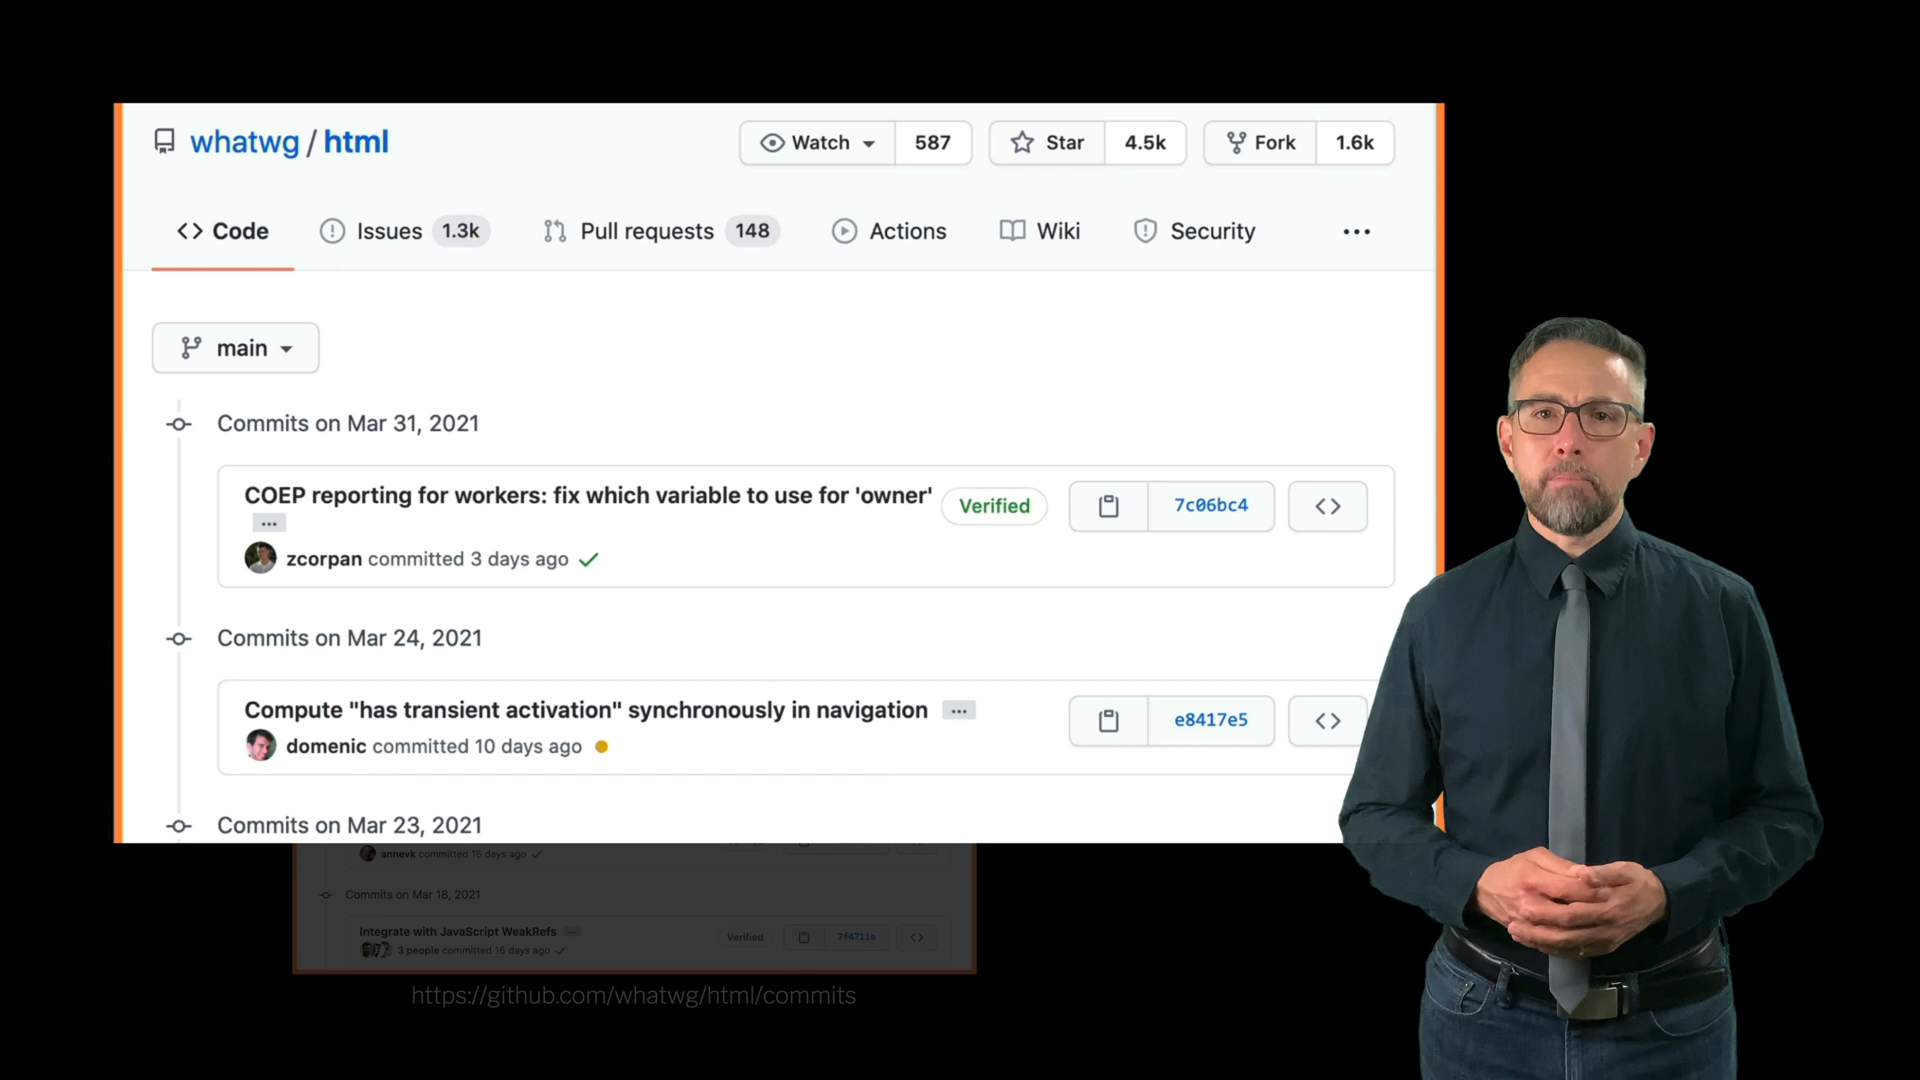 whatwg / html
Watch 587 Star 4.5k Fork 1.6k
Code Issues 1.3k Pull requests 148 Actions Wiki Security ...
main
Commits on Mar 31, 2021
COEP reporting for workers: fix which variable to use for 'owner' Verified 7c06bc4
...
zcorpan committed 3 days ago
Commits on Mar 24, 2021
Compute "has transient activation" synchronously in navigation ... e8417e5
domenic committed 10 days ago
Commits on Mar 23, 2021
annevk committed 15 days ago
Commits on Mar 18, 2021
Integrate with JavaScript WeakRefs ... Verified 7f4711e
3 people committed 16 days ago
https://github.com/whatwg/html/commits